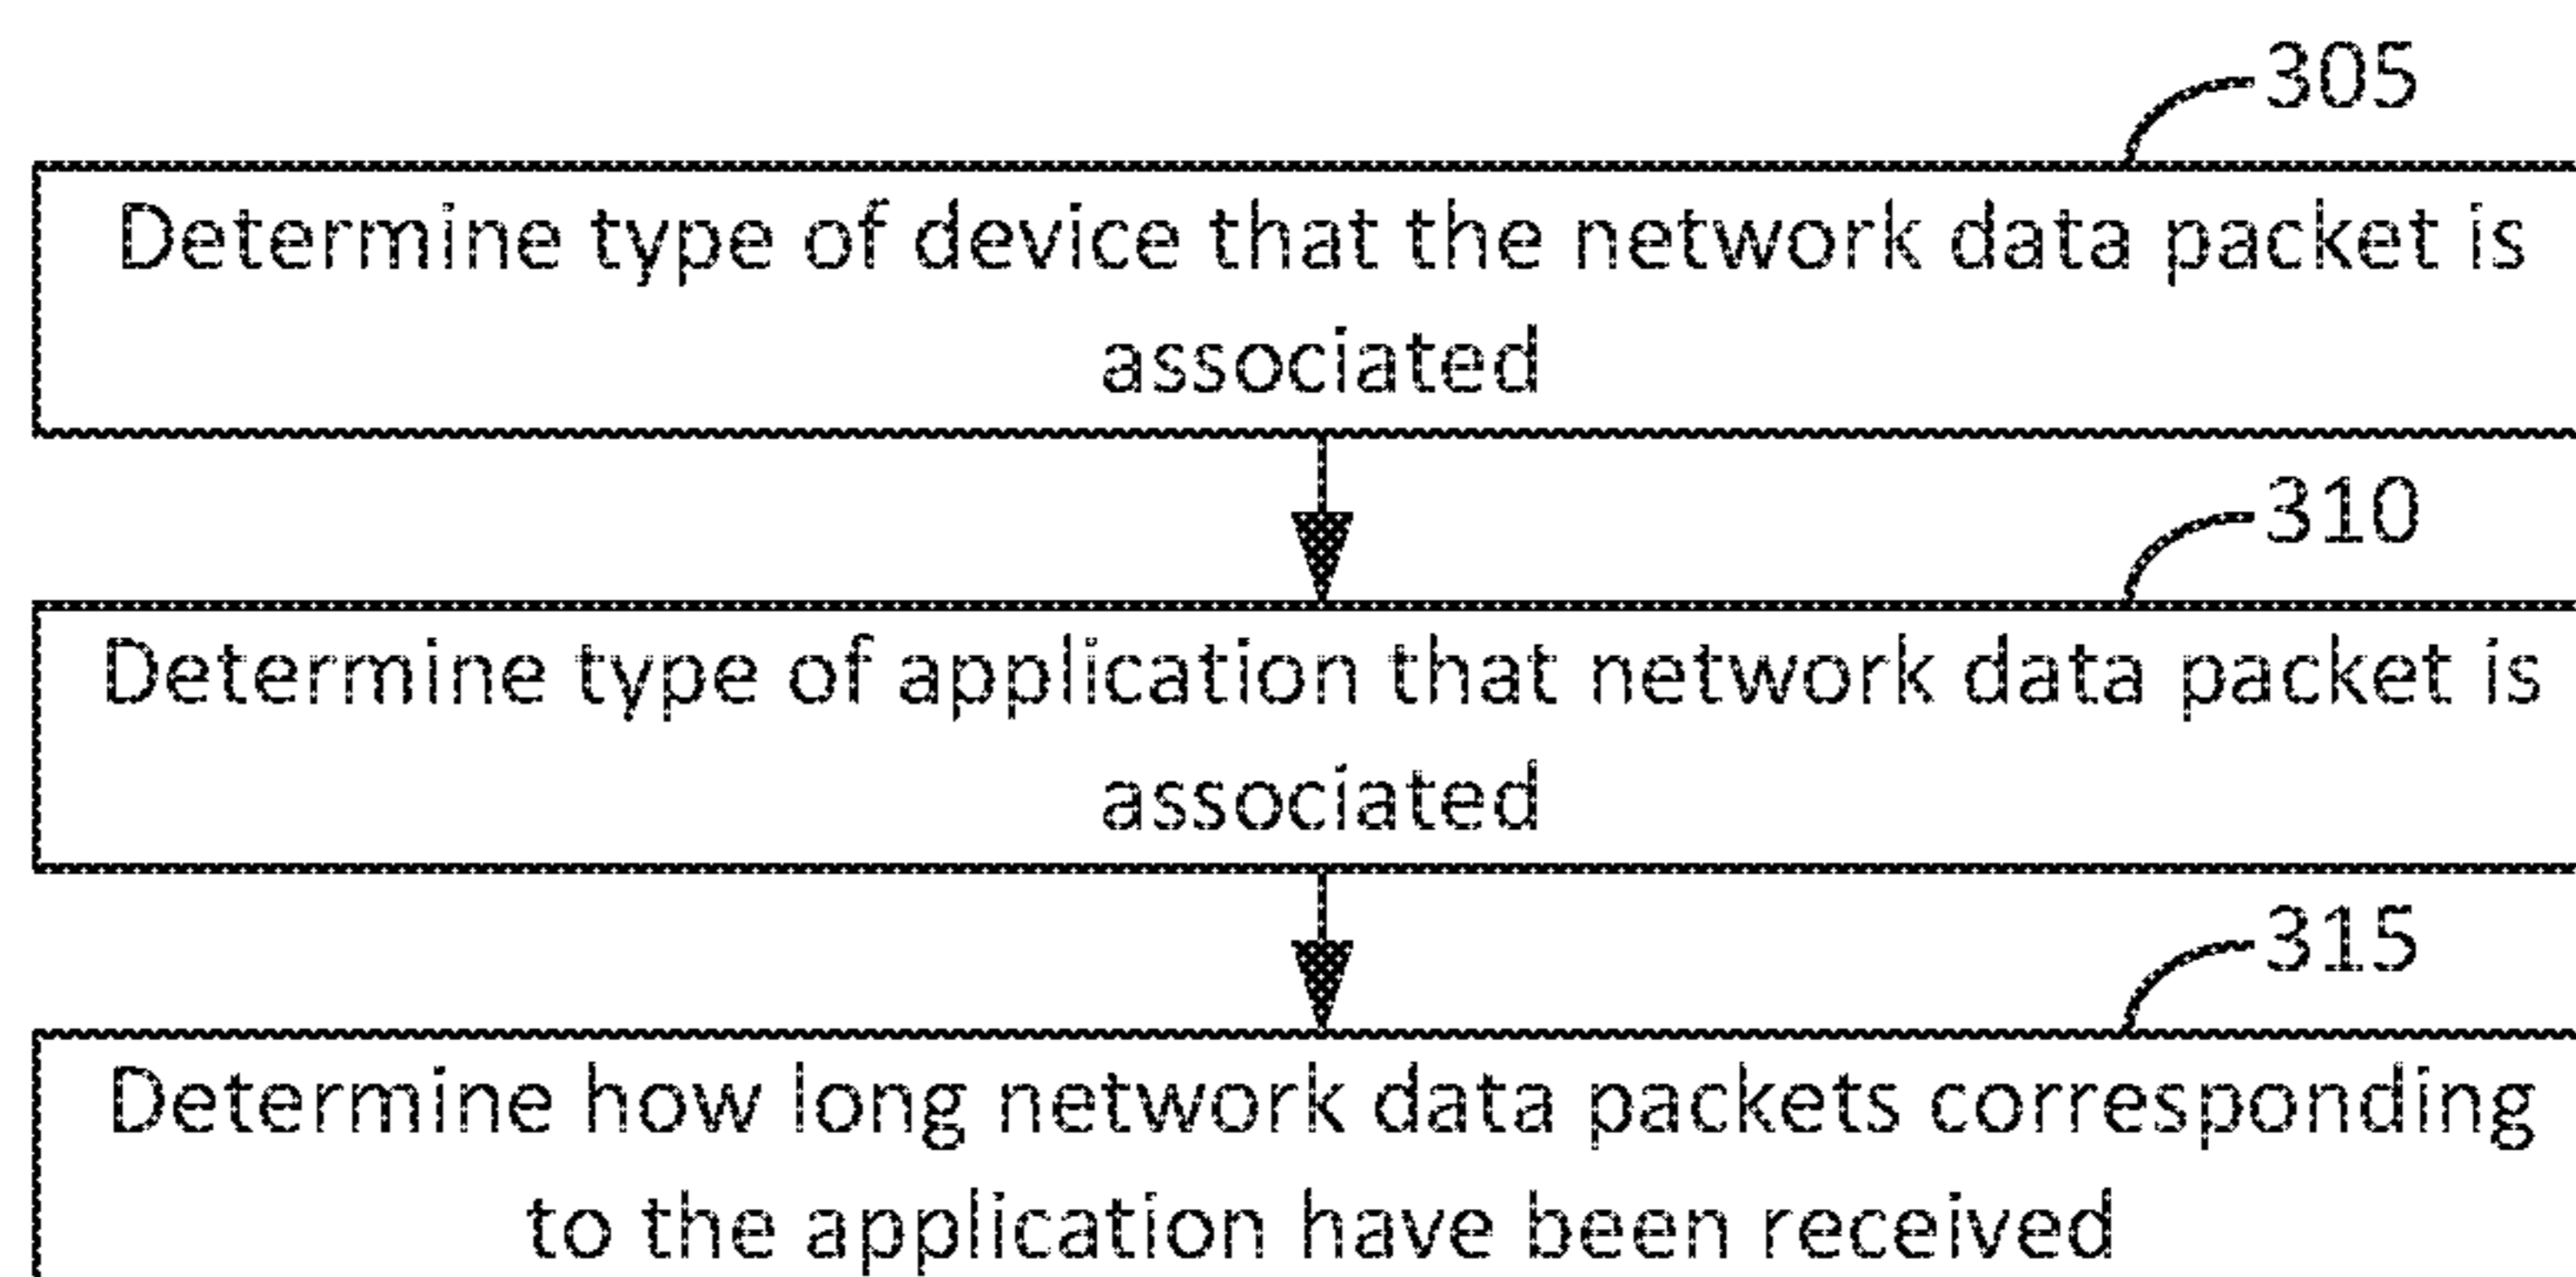 305
Determine type of device that the network data packet is
associated
310
Determine type of application that network data packet is
associated
315
Determine how long network data packets corresponding
to the application have been received